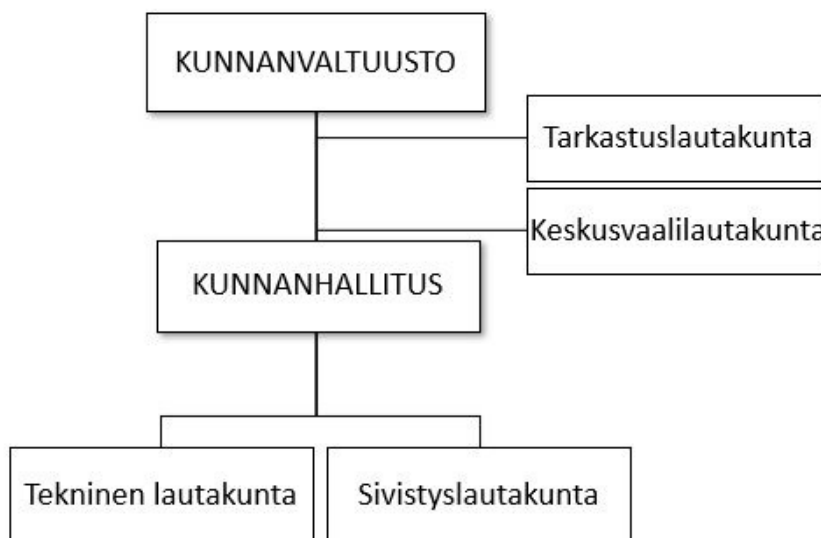 KUNNANVALTUUSTO
Tarkastuslautakunta
Keskusvaalilautakunta
KUNNANHALLITUS
Tekninen lautakunta
Sivistyslautakunta